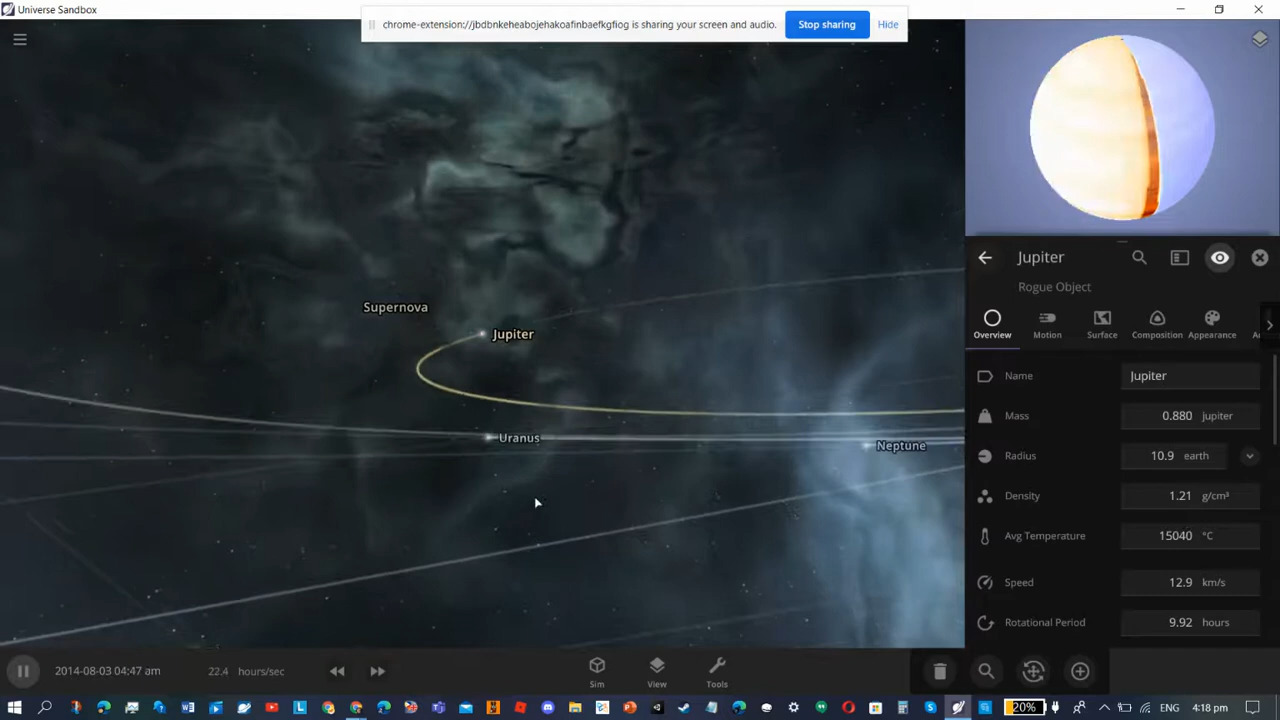 Universe Sandbox
chrome-extension://jbdbnkeheabojehakoafinbaefkgfiog is sharing your screen and audio.
Stop sharing
Hide
Supernova
Jupiter
Uranus
Neptune
Jupiter
Rogue Object
Overview
Motion
Surface
Composition
Appearance
Name
Jupiter
Mass
0.880 jupiter
Radius
10.9 earth
Density
1.21 g/cm³
Avg Temperature
15040 °C
Speed
12.9 km/s
Rotational Period
9.92 hours
2014-08-03 04:47 am
22.4 hours/sec
Sim
View
Tools
20%
ENG
4:18 pm